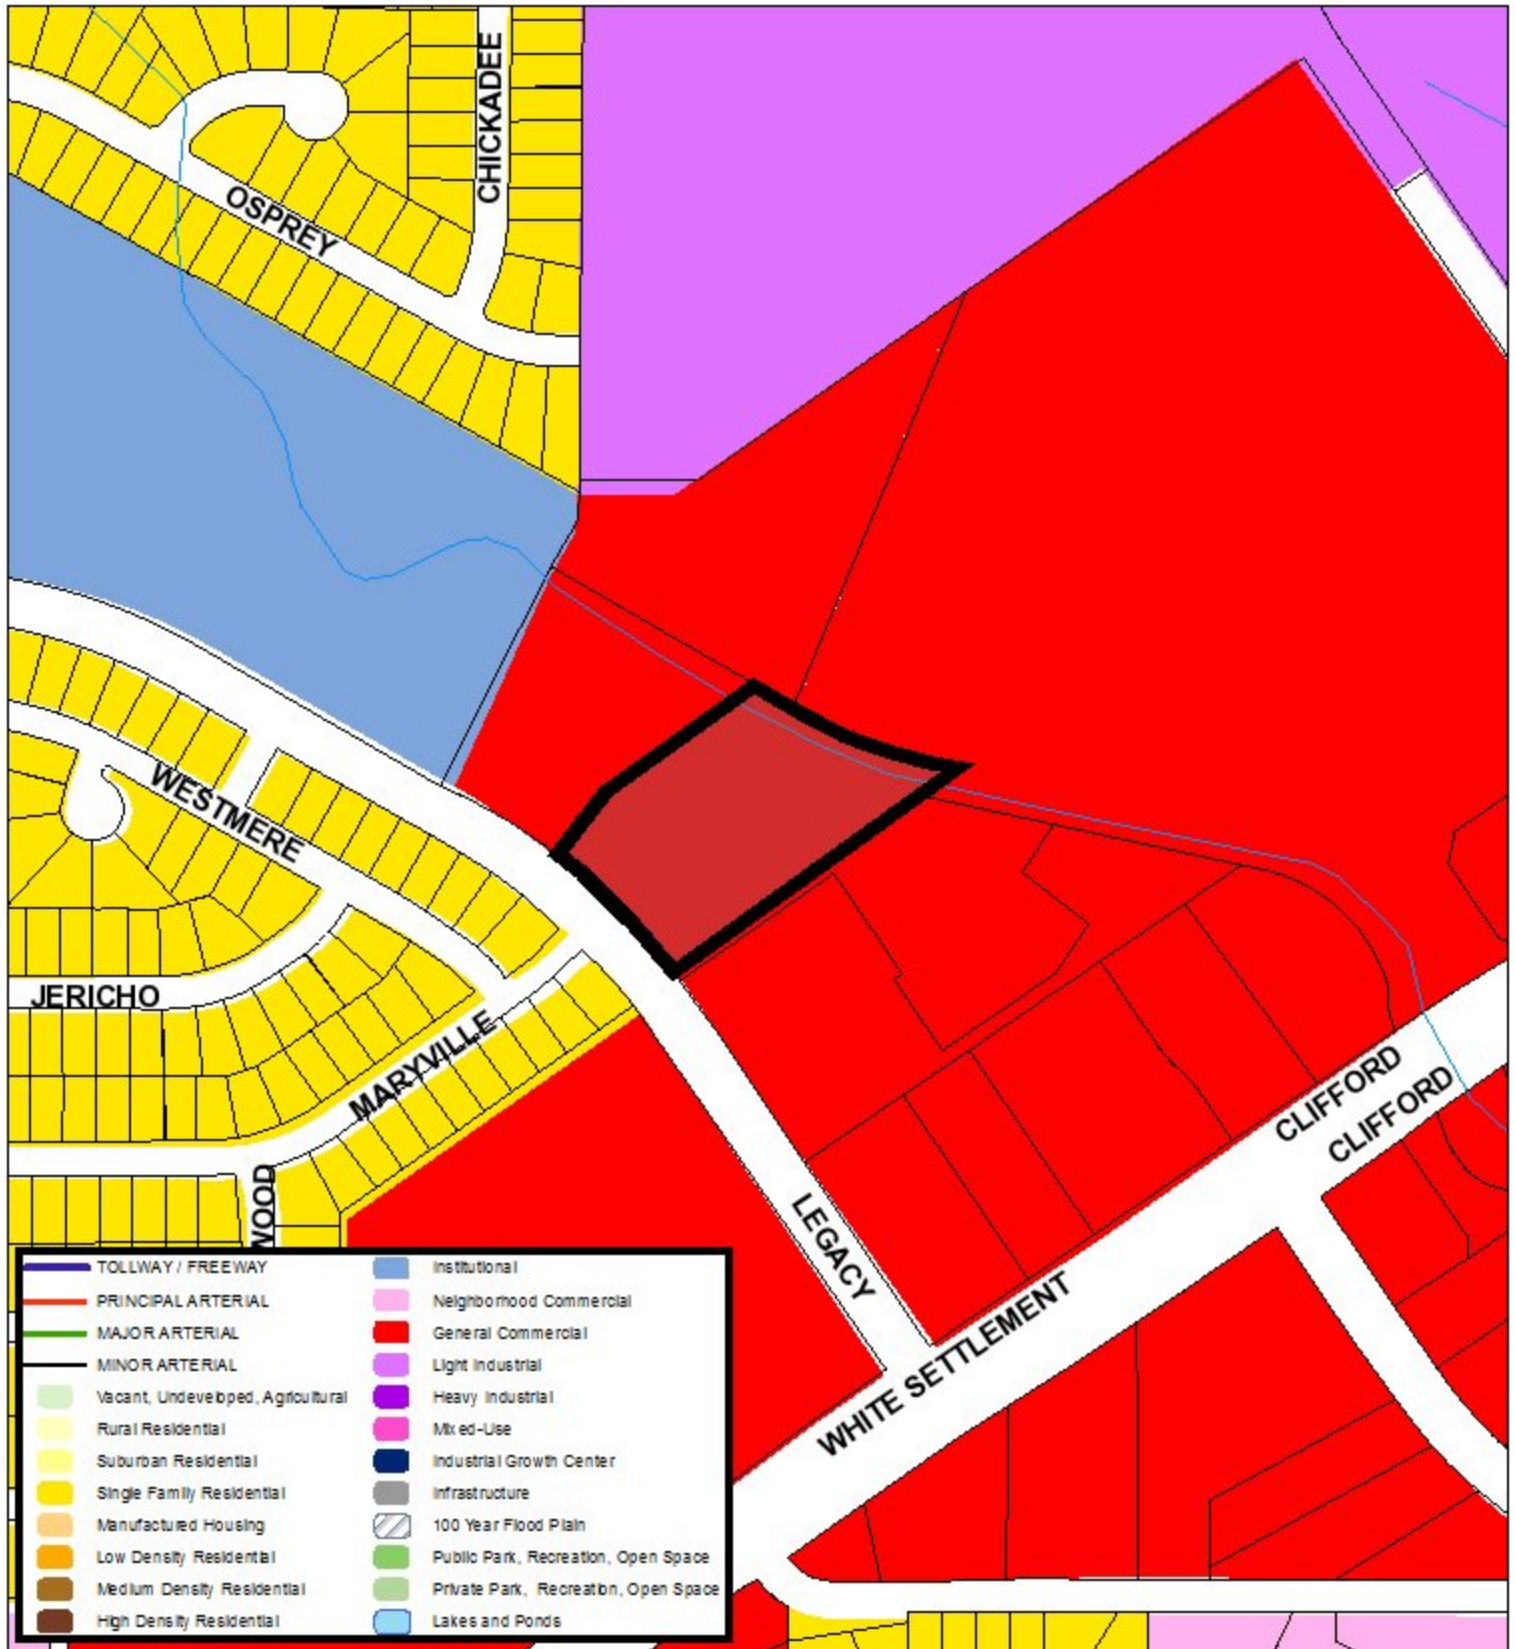 CHICKADEE
OSPREY
WESTMERE
JERICHO
MARYVILLE
WOOD
CLIFFORD
CLIFFORD
LEGACY
WHITE SETTLEMENT
TOLLWAY / FREEWAY
PRINCIPAL ARTERIAL
MAJOR ARTERIAL
MINOR ARTERIAL
Vacant, Undeveloped, Agricultural
Rural Residential
Suburban Residential
Single Family Residential
Manufactured Housing
Low Density Residential
Medium Density Residential
High Density Residential
Institutional
Neighborhood Commercial
General Commercial
Light Industrial
Heavy Industrial
Mixed-Use
Industrial Growth Center
Infrastructure
100 Year Flood Plain
Public Park, Recreation, Open Space
Private Park, Recreation, Open Space
Lakes and Ponds